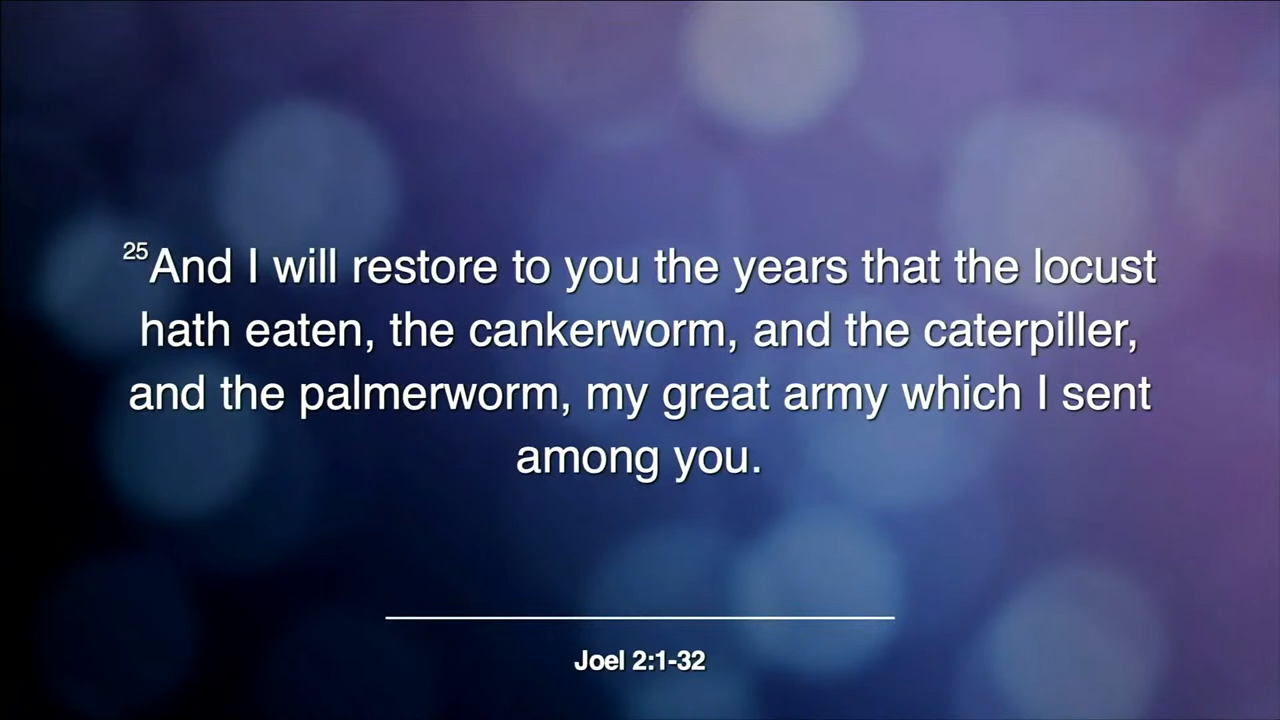 25And I will restore to you the years that the locust
hath eaten, the cankerworm, and the caterpiller,
and the palmerworm, my great army which I sent
among you.
Joel 2:1-32